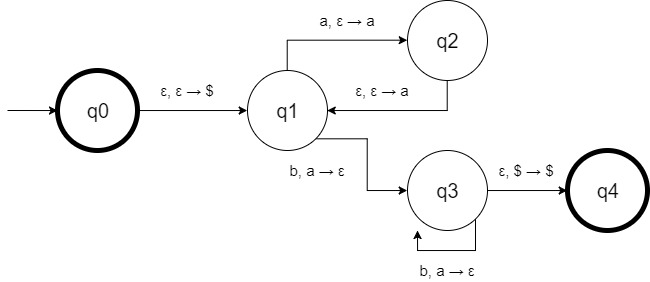 a, ε → a
q2
ε, ε → $
ε, ε → a
q0
q1
b, a → ε
ε, $ → $
q3
q4
b, a → ε